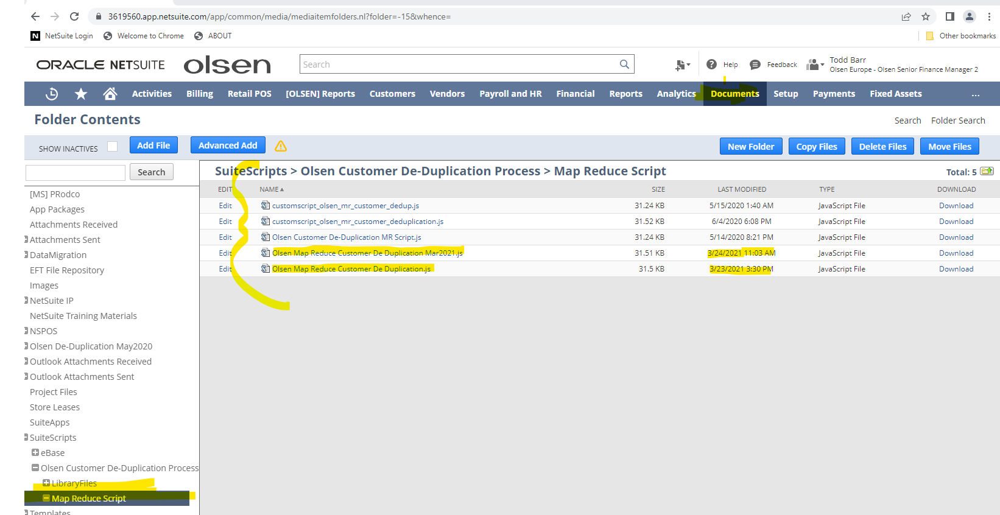 3619560.app.netsuite.com/app/common/media/mediaitemfolders.nl?folder=-15&whence=
N NetSuite Login Welcome to Chrome ABOUT Other bookmarks
ORACLE NETSUITE olsen Search Help Feedback Todd Barr
Olsen Europe - Olsen Senior Finance Manager 2
Activities Billing Retail POS [OLSEN] Reports Customers Vendors Payroll and HR Financial Reports Analytics Documents Setup Payments Fixed Assets ...
Folder Contents Search Folder Search
SHOW INACTIVES Add File Advanced Add New Folder Copy Files Delete Files Move Files
Search
[MS] PRodco
App Packages
Attachments Received
Attachments Sent
DataMigration
EFT File Repository
Images
NetSuite IP
NetSuite Training Materials
NSPOS
Olsen De-Duplication May2020
Outlook Attachments Received
Outlook Attachments Sent
Project Files
Store Leases
SuiteApps
SuiteScripts
eBase
Olsen Customer De-Duplication Process
LibraryFiles
Map Reduce Script
Templates
SuiteScripts > Olsen Customer De-Duplication Process > Map Reduce Script Total: 5
EDIT NAME SIZE LAST MODIFIED TYPE DOWNLOAD
Edit customscript_olsen_mr_customer_dedup.js 31.24 KB 5/15/2020 1:40 AM JavaScript File Download
Edit customscript_olsen_mr_customer_deduplication.js 31.52 KB 6/4/2020 6:08 PM JavaScript File Download
Edit Olsen Customer De-Duplication MR Script.js 31.24 KB 5/14/2020 8:21 PM JavaScript File Download
Edit Olsen Map Reduce Customer De Duplication Mar2021.js 31.51 KB 3/24/2021 11:03 AM JavaScript File Download
Edit Olsen Map Reduce Customer De Duplication.js 31.5 KB 3/23/2021 3:30 PM JavaScript File Download